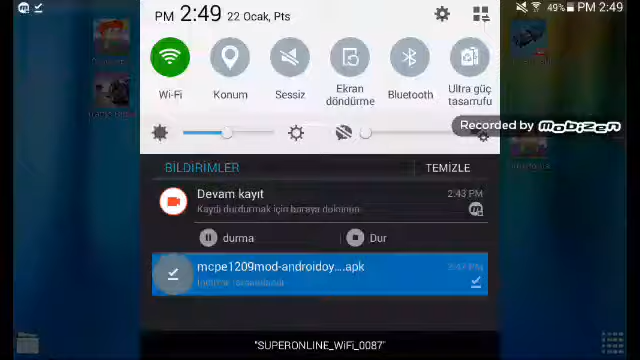 49% PM 2:49
PM 2:49 22 Ocak, Pts
Wi-Fi
Konum
Sessiz
Ekran
döndürme
Bluetooth
Ultra güç
tasarrufu
Recorded by mobizen
BİLDİRİMLER
TEMİZLE
Devam kayıt
2:43 PM
Kaydı durdurmak için buraya dokunun.
durma
Dur
mcpe1209mod-androidoy....apk
"SUPERONLINE_WiFi_0087"